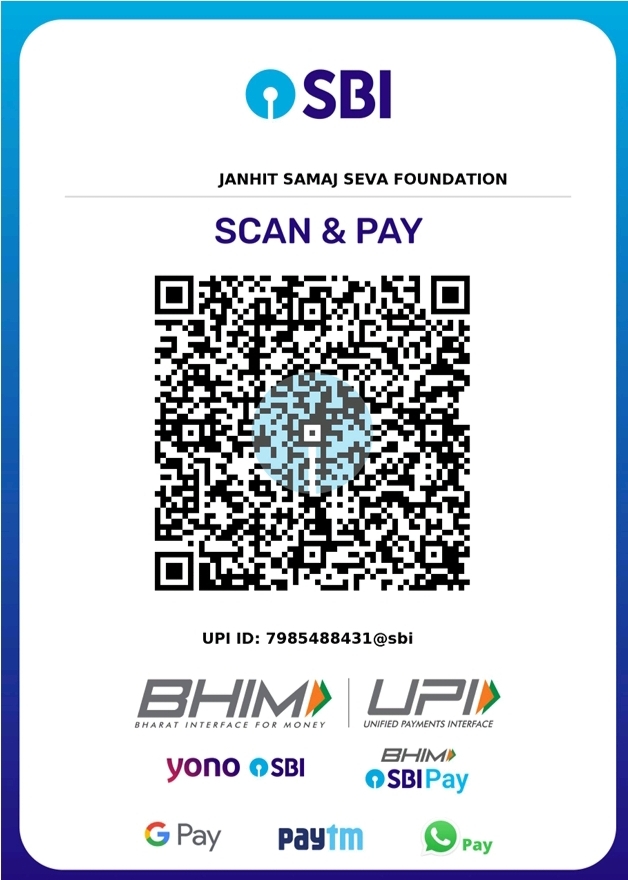 SBI
JANHIT SAMAJ SEVA FOUNDATION
SCAN & PAY
UPI ID: 7985488431@sbi
BHIM UPI
BHARAT INTERFACE FOR MONEY UNIFIED PAYMENTS INTERFACE
BHIM
yono SBI SBI Pay
G Pay paytm Pay